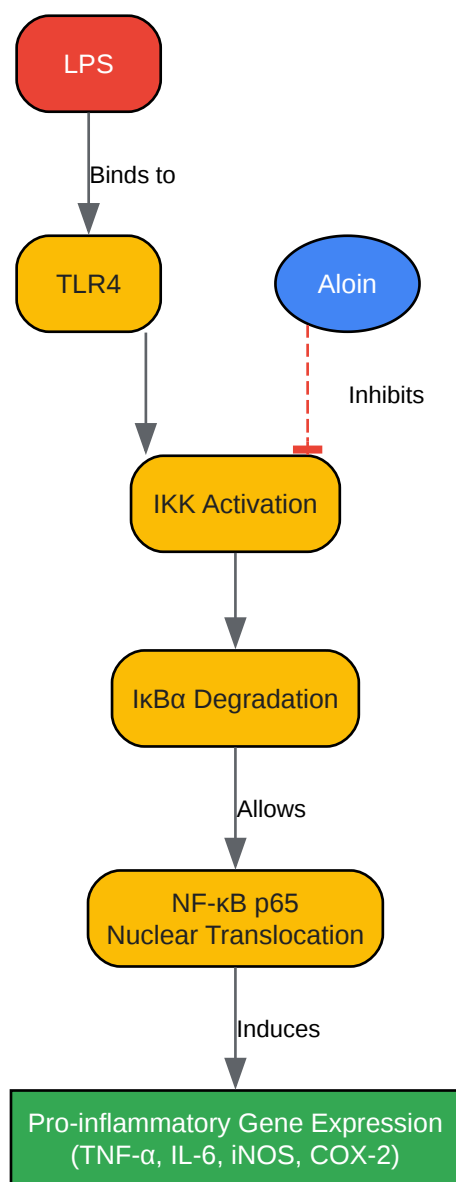 LPS
Binds to
TLR4
Aloin
Inhibits
IKK Activation
IκBα Degradation
Allows
NF-κB p65
Nuclear Translocation
Induces
Pro-inflammatory Gene Expression
(TNF-α, IL-6, iNOS, COX-2)